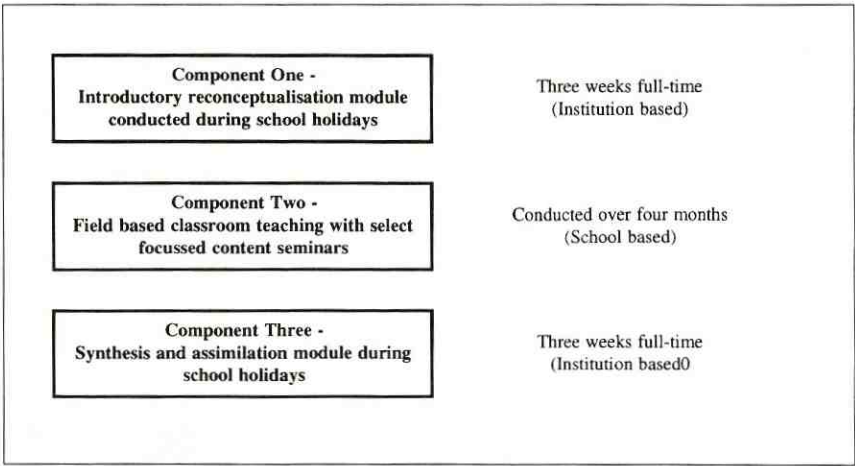 Component One -
Introductory reconceptualisation module
conducted during school holidays
Three weeks full-time
(Institution based)
Component Two -
Field based classroom teaching with select
focussed content seminars
Conducted over four months
(School based)
Component Three -
Synthesis and assimilation module during
school holidays
Three weeks full-time
(Institution based0